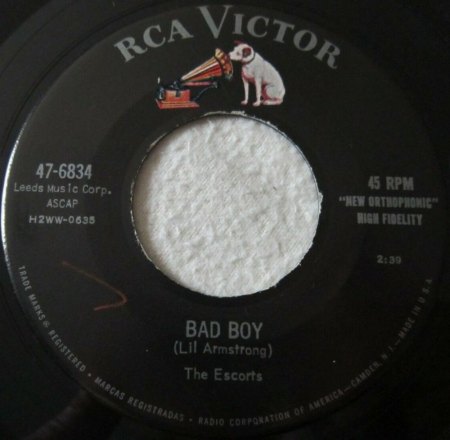 RCA VICTOR
47-6834
Leeds Music Corp.
ASCAP
H2WW-0635
45 RPM
"NEW ORTHOPHONIC"
HIGH FIDELITY
2:39
BAD BOY
(Lil Armstrong)
The Escorts
TRADE MARKS ® REGISTERED • MARCAS REGISTRADAS - RADIO CORPORATION OF AMERICA—CAMDEN, N.J.—MADE IN U.S.A.